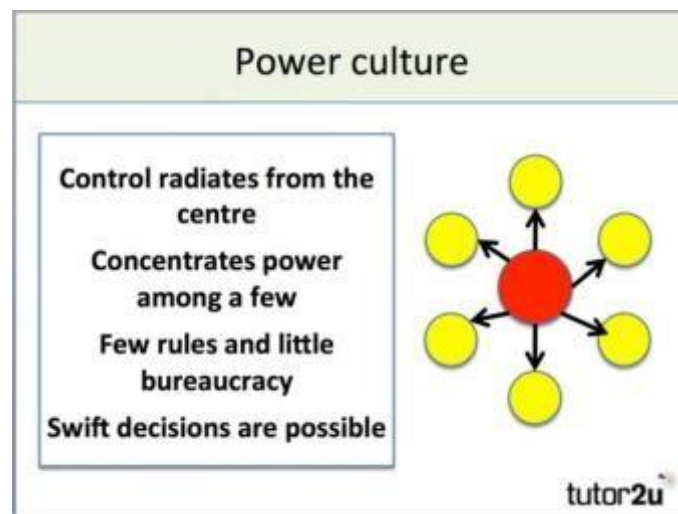 Power culture
Control radiates from the
centre
Concentrates power
among a few
Few rules and little
bureaucracy
Swift decisions are possible
tutor2u